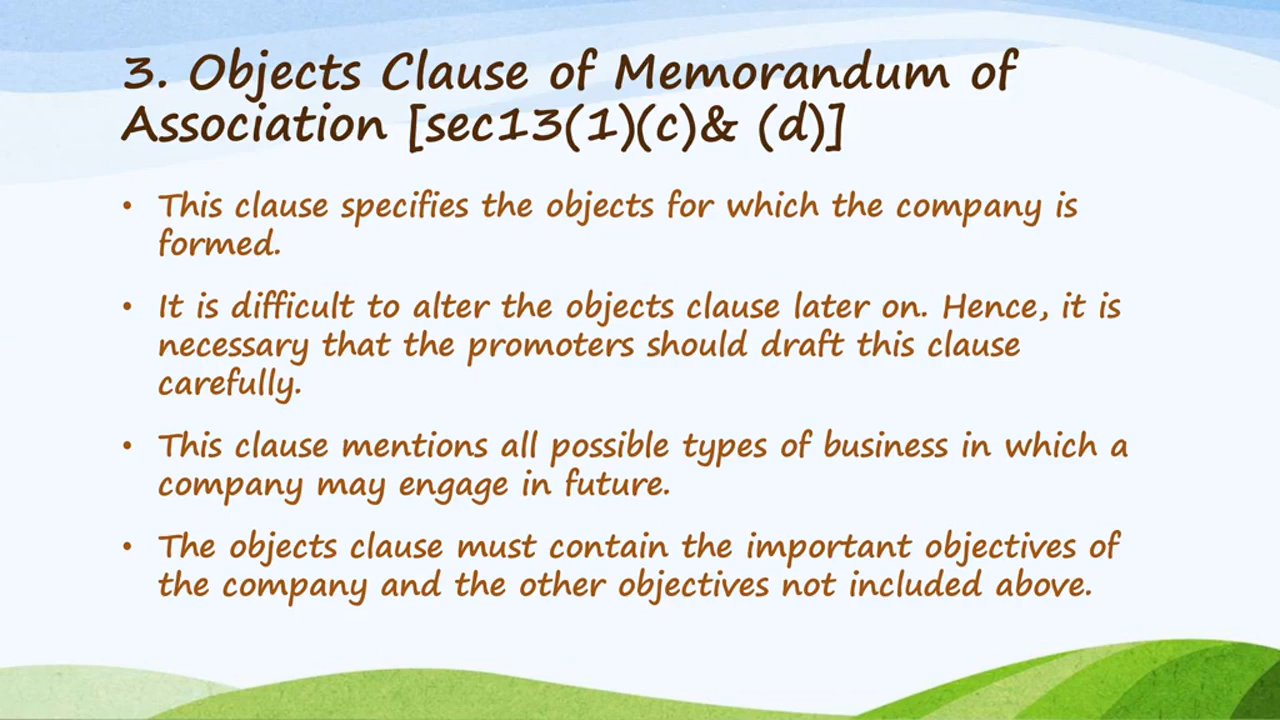 3. Objects Clause of Memorandum of
Association [sec13(1)(c)& (d)]
• This clause specifies the objects for which the company is
formed.
• It is difficult to alter the objects clause later on. Hence, it is
necessary that the promoters should draft this clause
carefully.
• This clause mentions all possible types of business in which a
company may engage in future.
• The objects clause must contain the important objectives of
the company and the other objectives not included above.